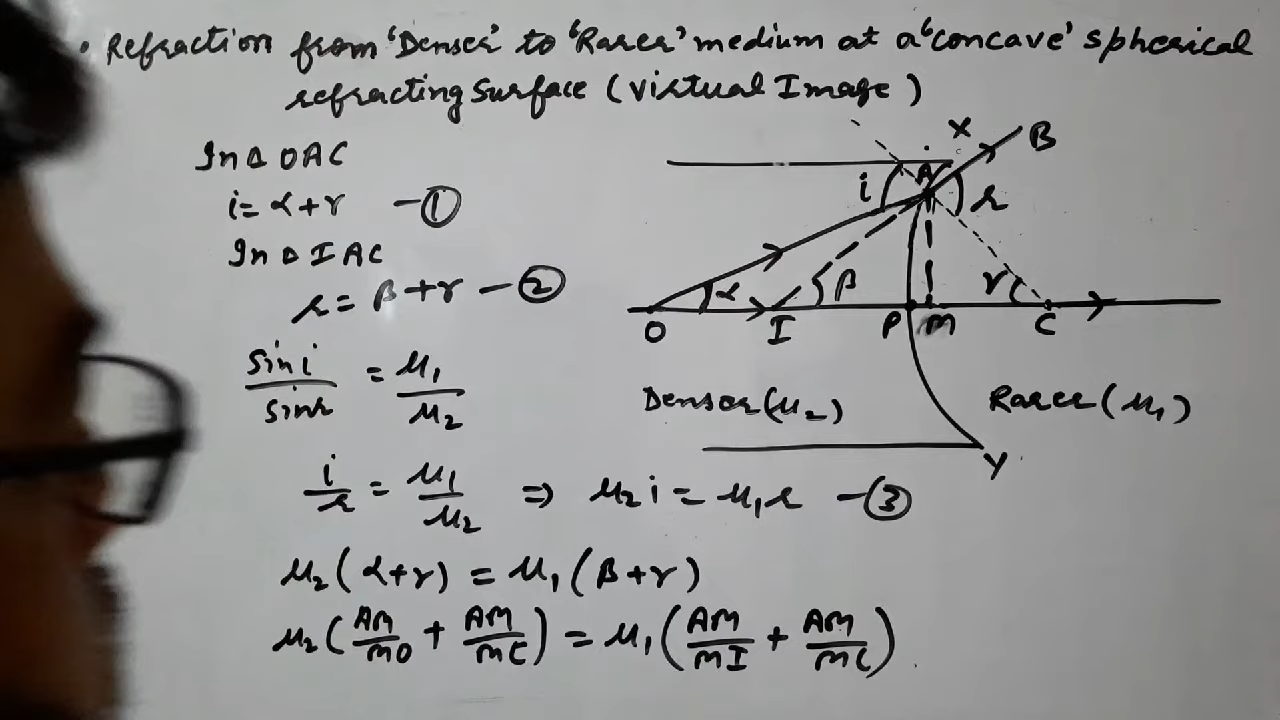 • Refraction from 'Denser' to 'Rarer' medium at a 'concave' spherical
refracting surface (virtual Image)
In Δ OAC
i = α+γ —①
In Δ IAC
r = β+γ —②
sin i / sin r = μ₁ / μ₂
i / r = μ₁ / μ₂ ⇒ μ₂ i = μ₁ r —③
μ₂(α+γ) = μ₁(β+γ)
μ₂(AM/MO + AM/MC) = μ₁(AM/MI + AM/MC)
X B
i A r
α β γ
O I P M C
Densor(μ₂) Rarer(μ₁)
Y